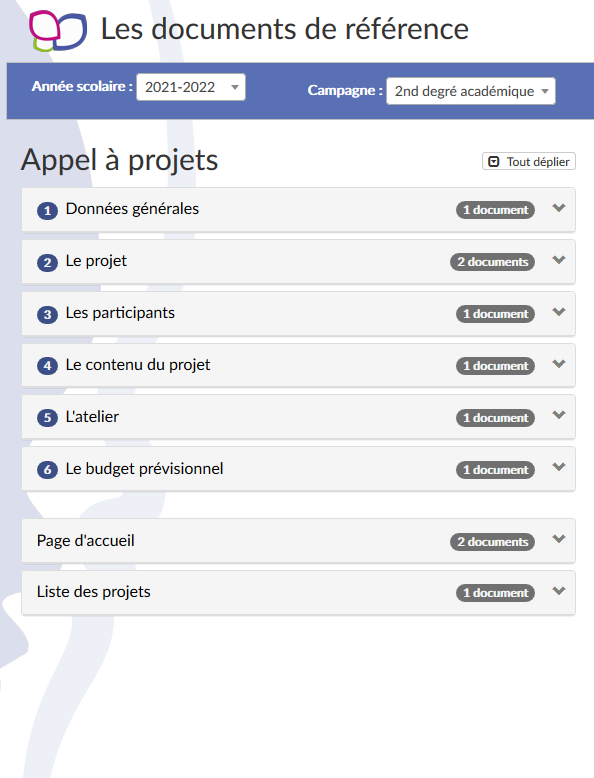 Les documents de référence
Année scolaire : 2021-2022 Campagne : 2nd degré académique
Appel à projets Tout déplier
1 Données générales 1 document
2 Le projet 2 documents
3 Les participants 1 document
4 Le contenu du projet 1 document
5 L'atelier 1 document
6 Le budget prévisionnel 1 document
Page d'accueil 2 documents
Liste des projets 1 document